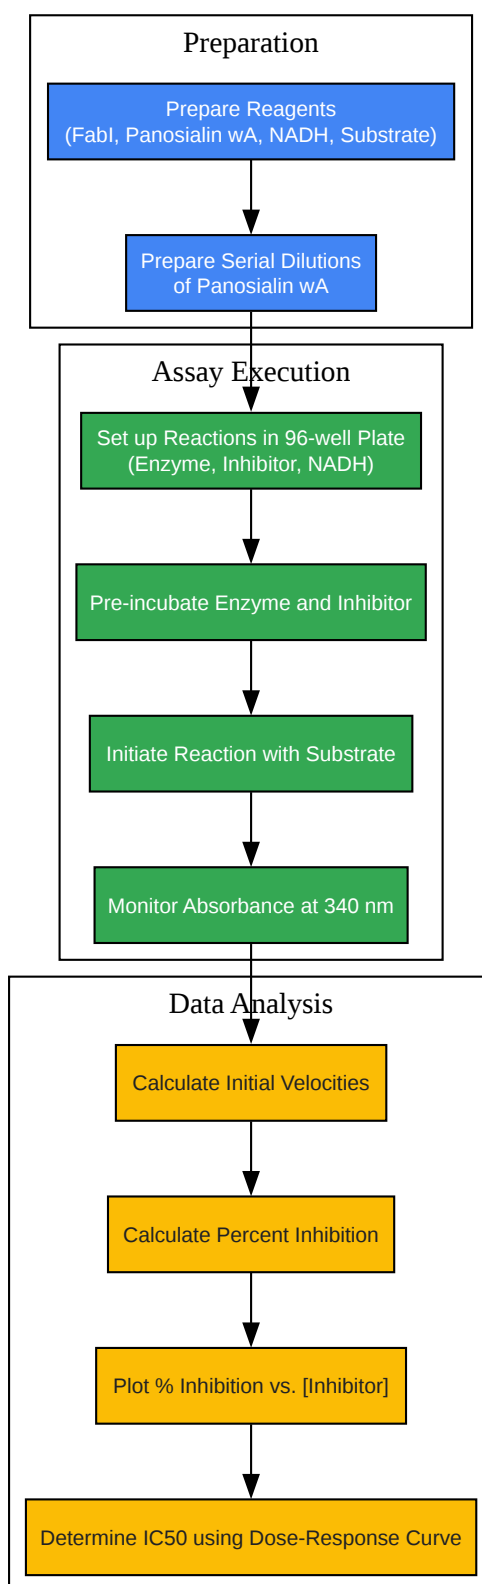 Preparation
Prepare Reagents
(FabI, Panosialin wA, NADH, Substrate)
Prepare Serial Dilutions
of Panosialin wA
Assay Execution
Set up Reactions in 96-well Plate
(Enzyme, Inhibitor, NADH)
Pre-incubate Enzyme and Inhibitor
Initiate Reaction with Substrate
Monitor Absorbance at 340 nm
Data Analysis
Calculate Initial Velocities
Calculate Percent Inhibition
Plot % Inhibition vs. [Inhibitor]
Determine IC50 using Dose-Response Curve